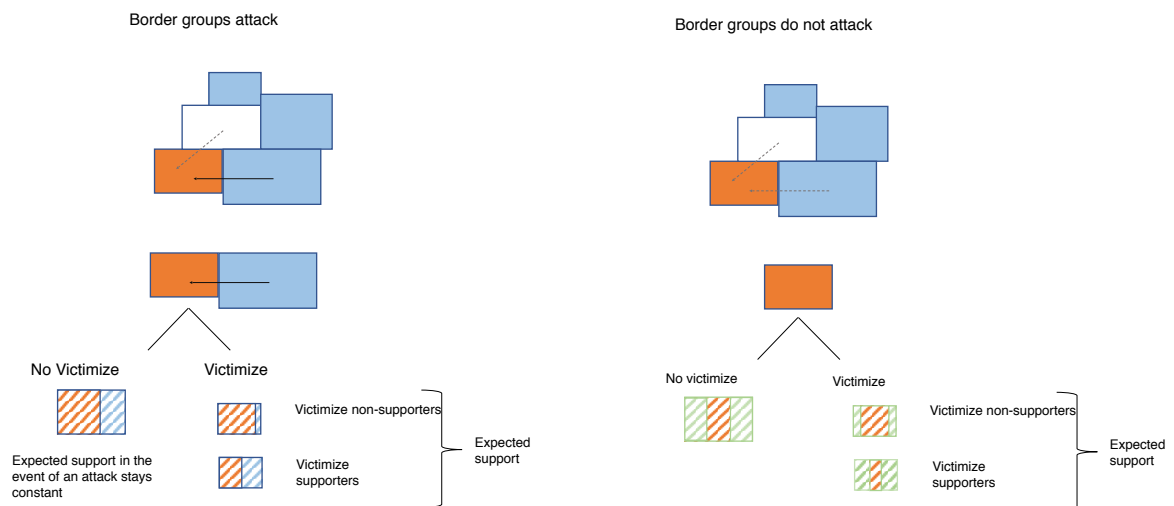 Border groups attack
Border groups do not attack
No Victimize
Victimize
Victimize non-supporters
Victimize
supporters
Expected
support
Expected support in the
event of an attack stays
constant
No victimize
Victimize
Victimize non-supporters
Victimize
supporters
Expected
support